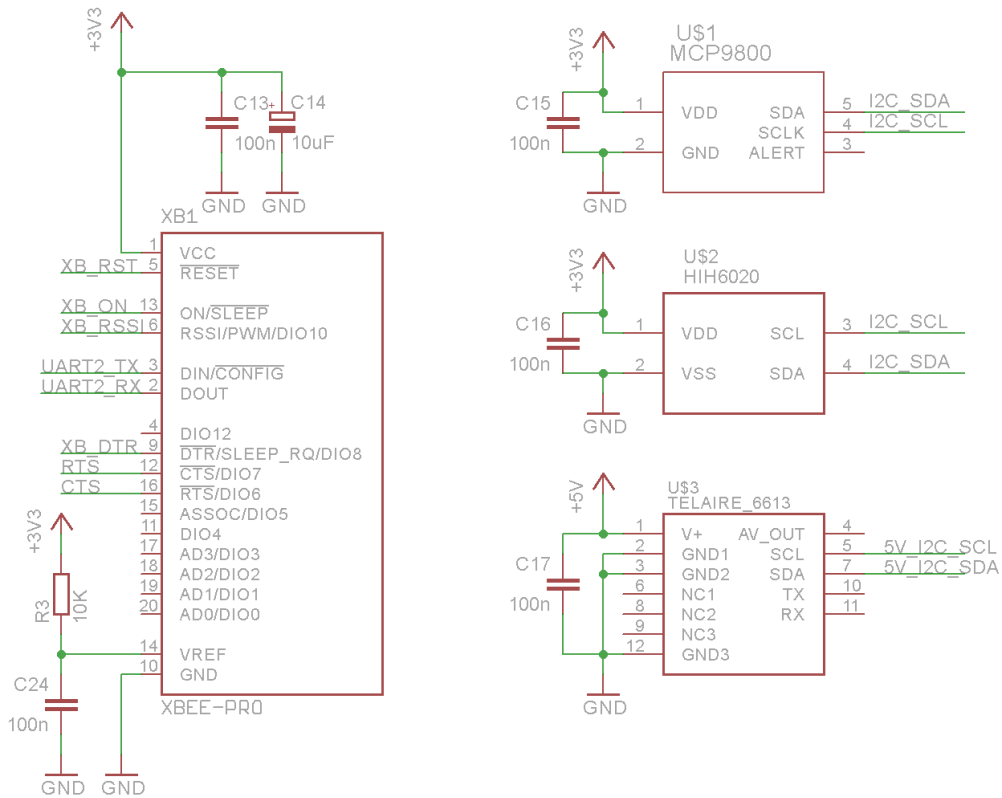 +3V3
C13
+
C14
100n
10uF
GND
GND
XB1
XB_RST
1
VCC
5
RESET
XB_ON
13
ON/SLEEP
XB_RSSI
6
RSSI/PWM/DIO10
UART2_TX
3
DIN/CONFIG
UART2_RX
2
DOUT
4
DIO12
XB_DTR
9
DTR/SLEEP_RQ/DIO8
RTS
12
CTS/DIO7
CTS
16
RTS/DIO6
15
ASSOC/DIO5
11
DIO4
17
AD3/DIO3
18
AD2/DIO2
19
AD1/DIO1
20
AD0/DIO0
14
VREF
10
GND
XBEE-PRO
+3V3
R3
10K
C24
100n
GND
GND
+3V3
U$1
MCP9800
C15
100n
1
VDD
SDA
5
I2C_SDA
SCLK
4
I2C_SCL
2
GND
ALERT
3
GND
+3V3
U$2
HIH6020
C16
100n
1
VDD
SCL
3
I2C_SCL
2
VSS
SDA
4
I2C_SDA
GND
+5V
U$3
TELAIRE_6613
C17
100n
1
V+
AV_OUT
4
2
GND1
SCL
5
5V_I2C_SCL
3
GND2
SDA
7
5V_I2C_SDA
6
NC1
TX
10
8
NC2
RX
11
9
NC3
12
GND3
GND